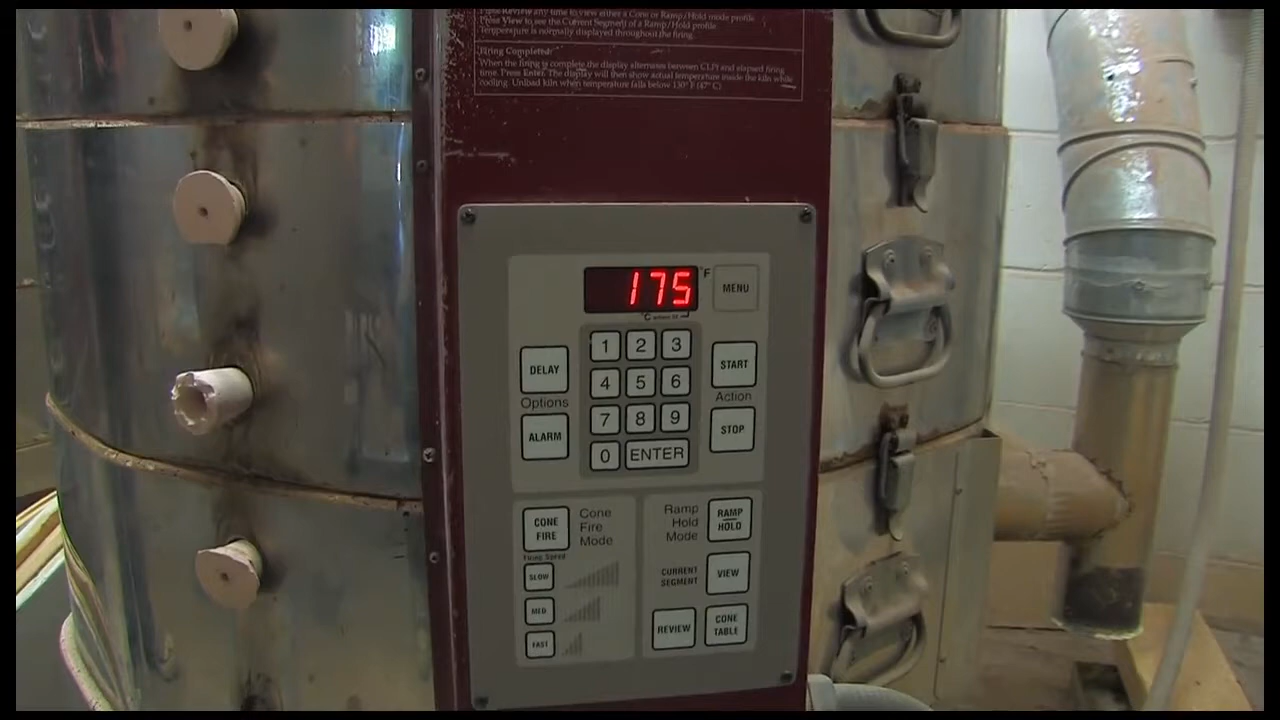 Press Review any time to view either a Cone or Ramp/Hold mode profile.
Press View to see the Current Segment of a Ramp/Hold profile.
Temperature is normally displayed throughout the firing.
Firing Completed:
When the firing is complete the display alternates between CLPT and elapsed firing
time. Press Enter. The display will then show actual temperature inside the kiln while
cooling. Unload kiln when temperature falls below 130° F (47° C)
175
°F
MENU
°C
1 2 3
DELAY
START
4 5 6
Options
Action
7 8 9
ALARM
STOP
0 ENTER
CONE
FIRE
Cone
Fire
Mode
Firing Speed
SLOW
MED
FAST
Ramp
Hold
Mode
RAMP
HOLD
CURRENT
SEGMENT
VIEW
REVIEW
CONE
TABLE